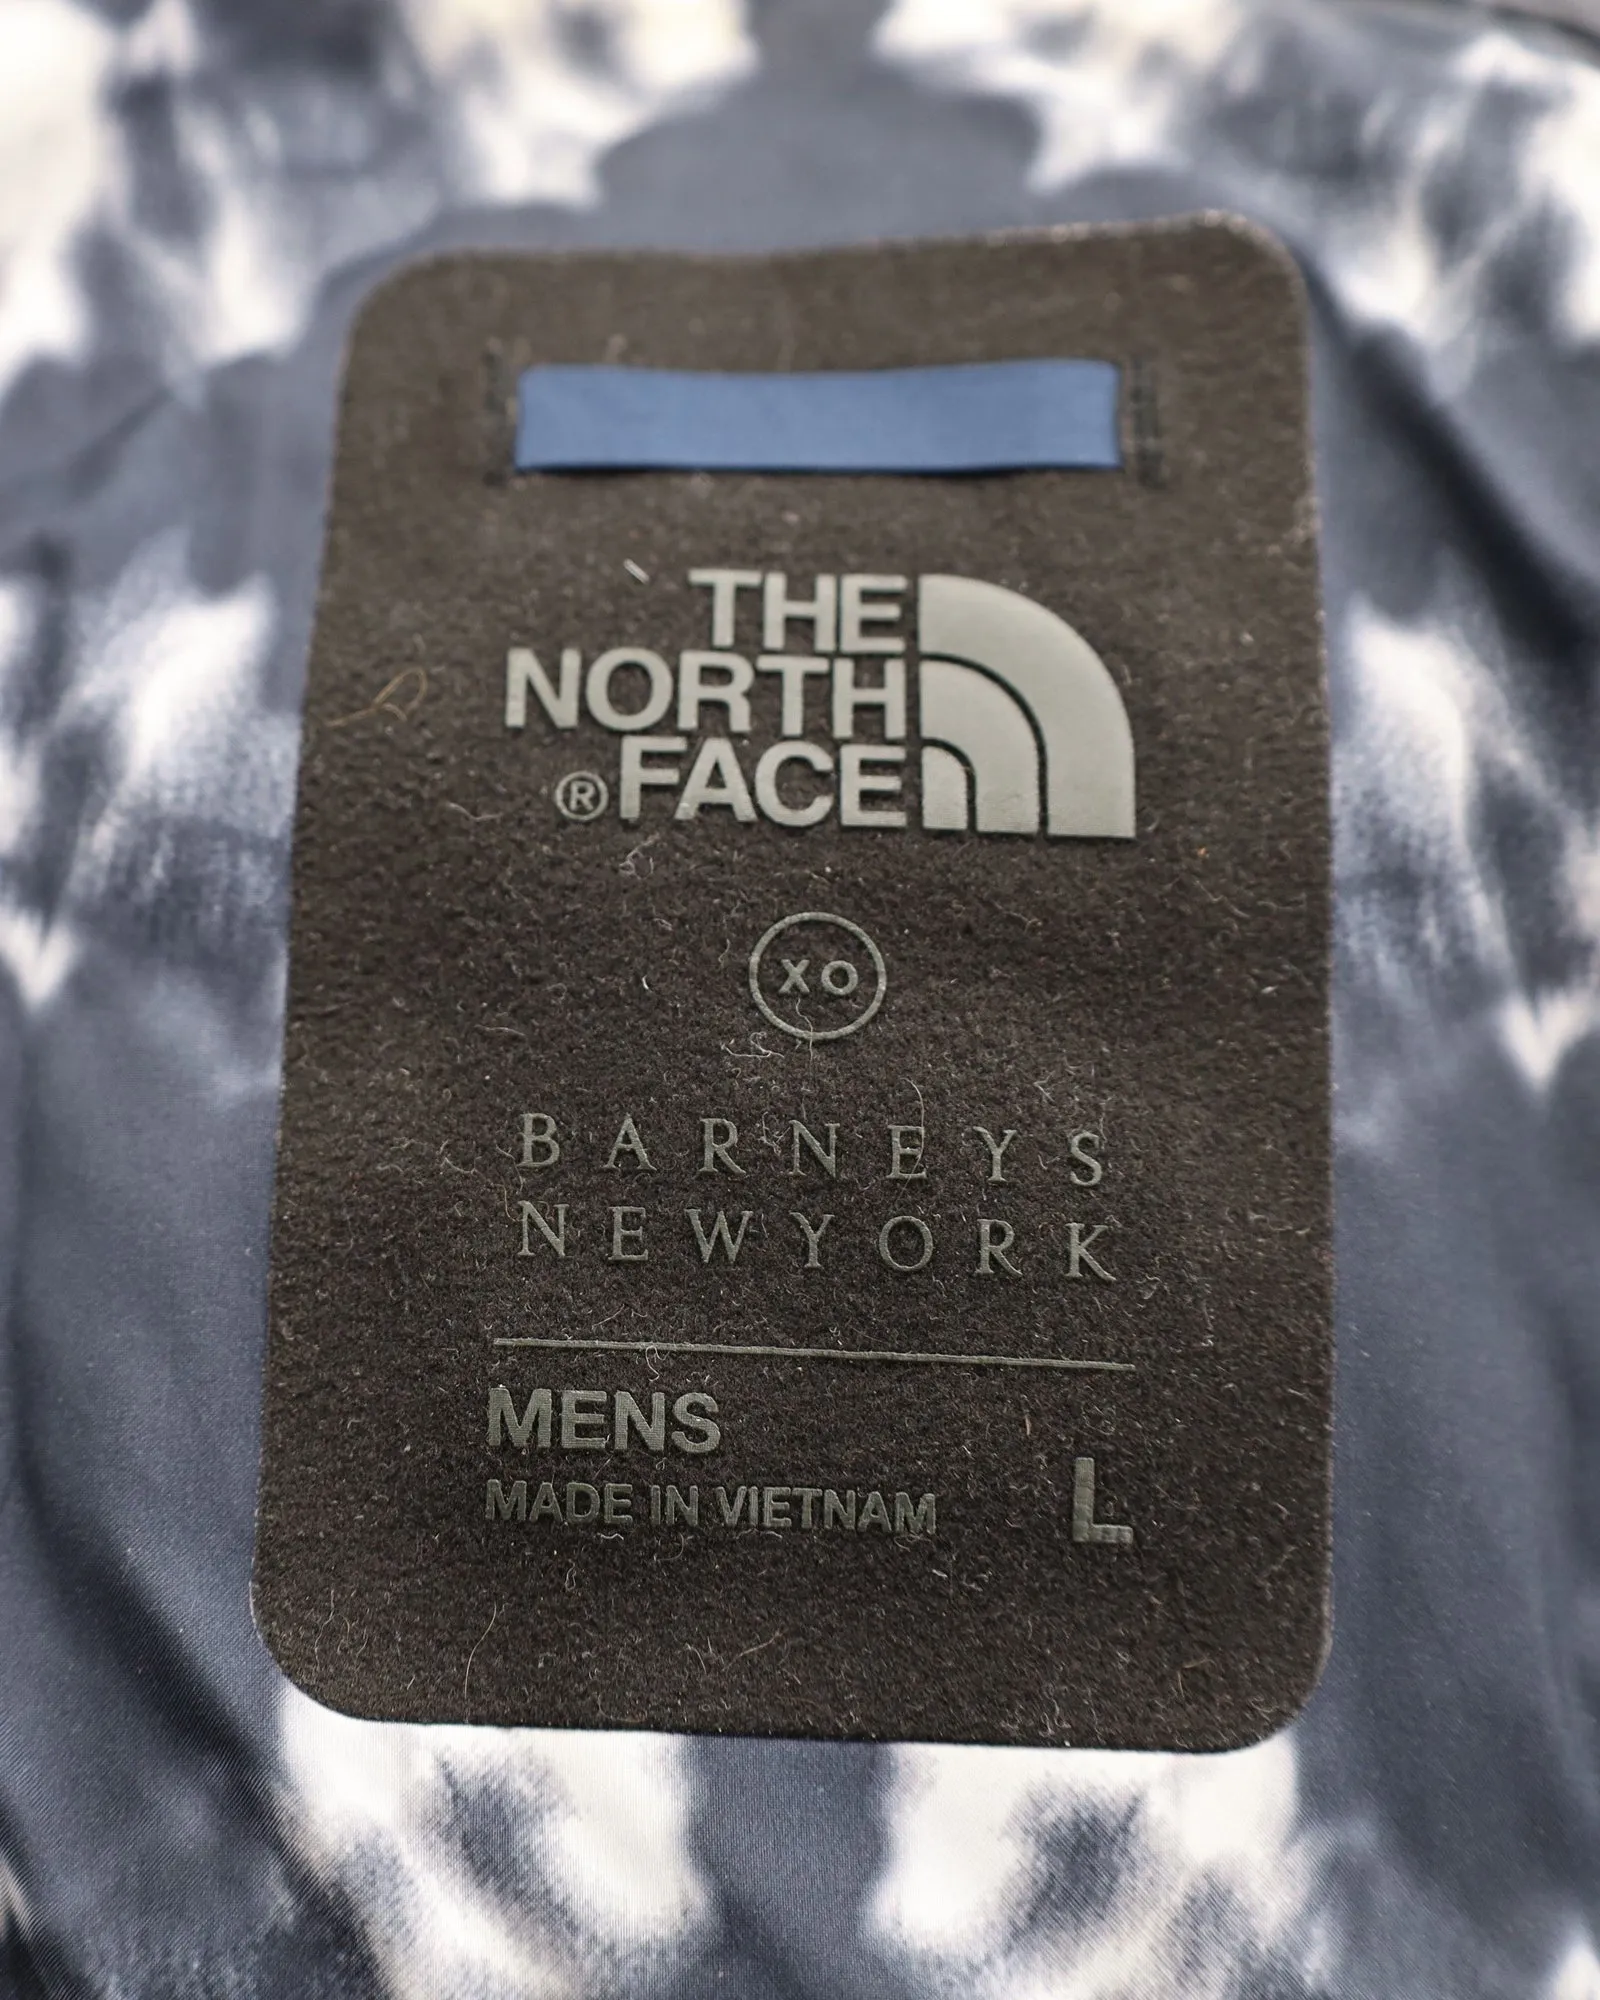 THE
NORTH
® FACE
XO
BARNEYS
NEWYORK
MENS
MADE IN VIETNAM
L